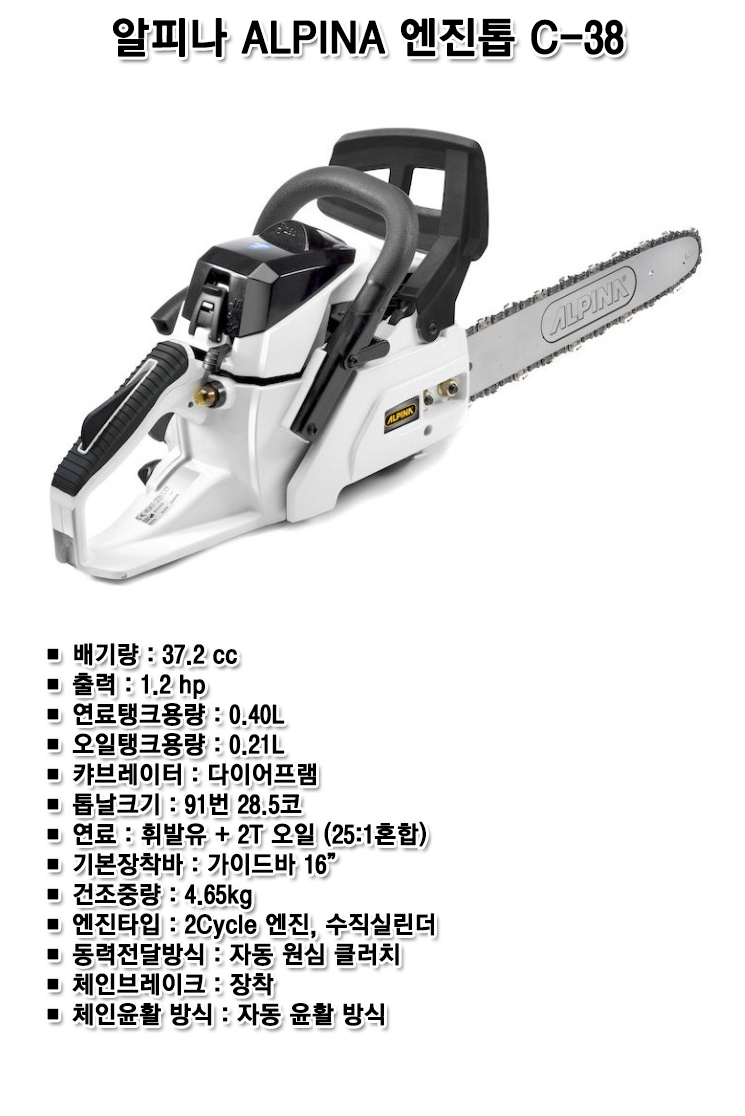 알피나 ALPINA 엔진톱 C-38
ALPINA
ALPINA
■ 배기량 : 37.2 cc
■ 출력 : 1.2 hp
■ 연료탱크용량 : 0.40L
■ 오일탱크용량 : 0.21L
■ 캬브레이터 : 다이어프램
■ 톱날크기 : 91번 28.5코
■ 연료 : 휘발유 + 2T 오일 (25:1혼합)
■ 기본장착바 : 가이드바 16”
■ 건조중량 : 4.65kg
■ 엔진타입 : 2Cycle 엔진, 수직실린더
■ 동력전달방식 : 자동 원심 클러치
■ 체인브레이크 : 장착
■ 체인윤활 방식 : 자동 윤활 방식